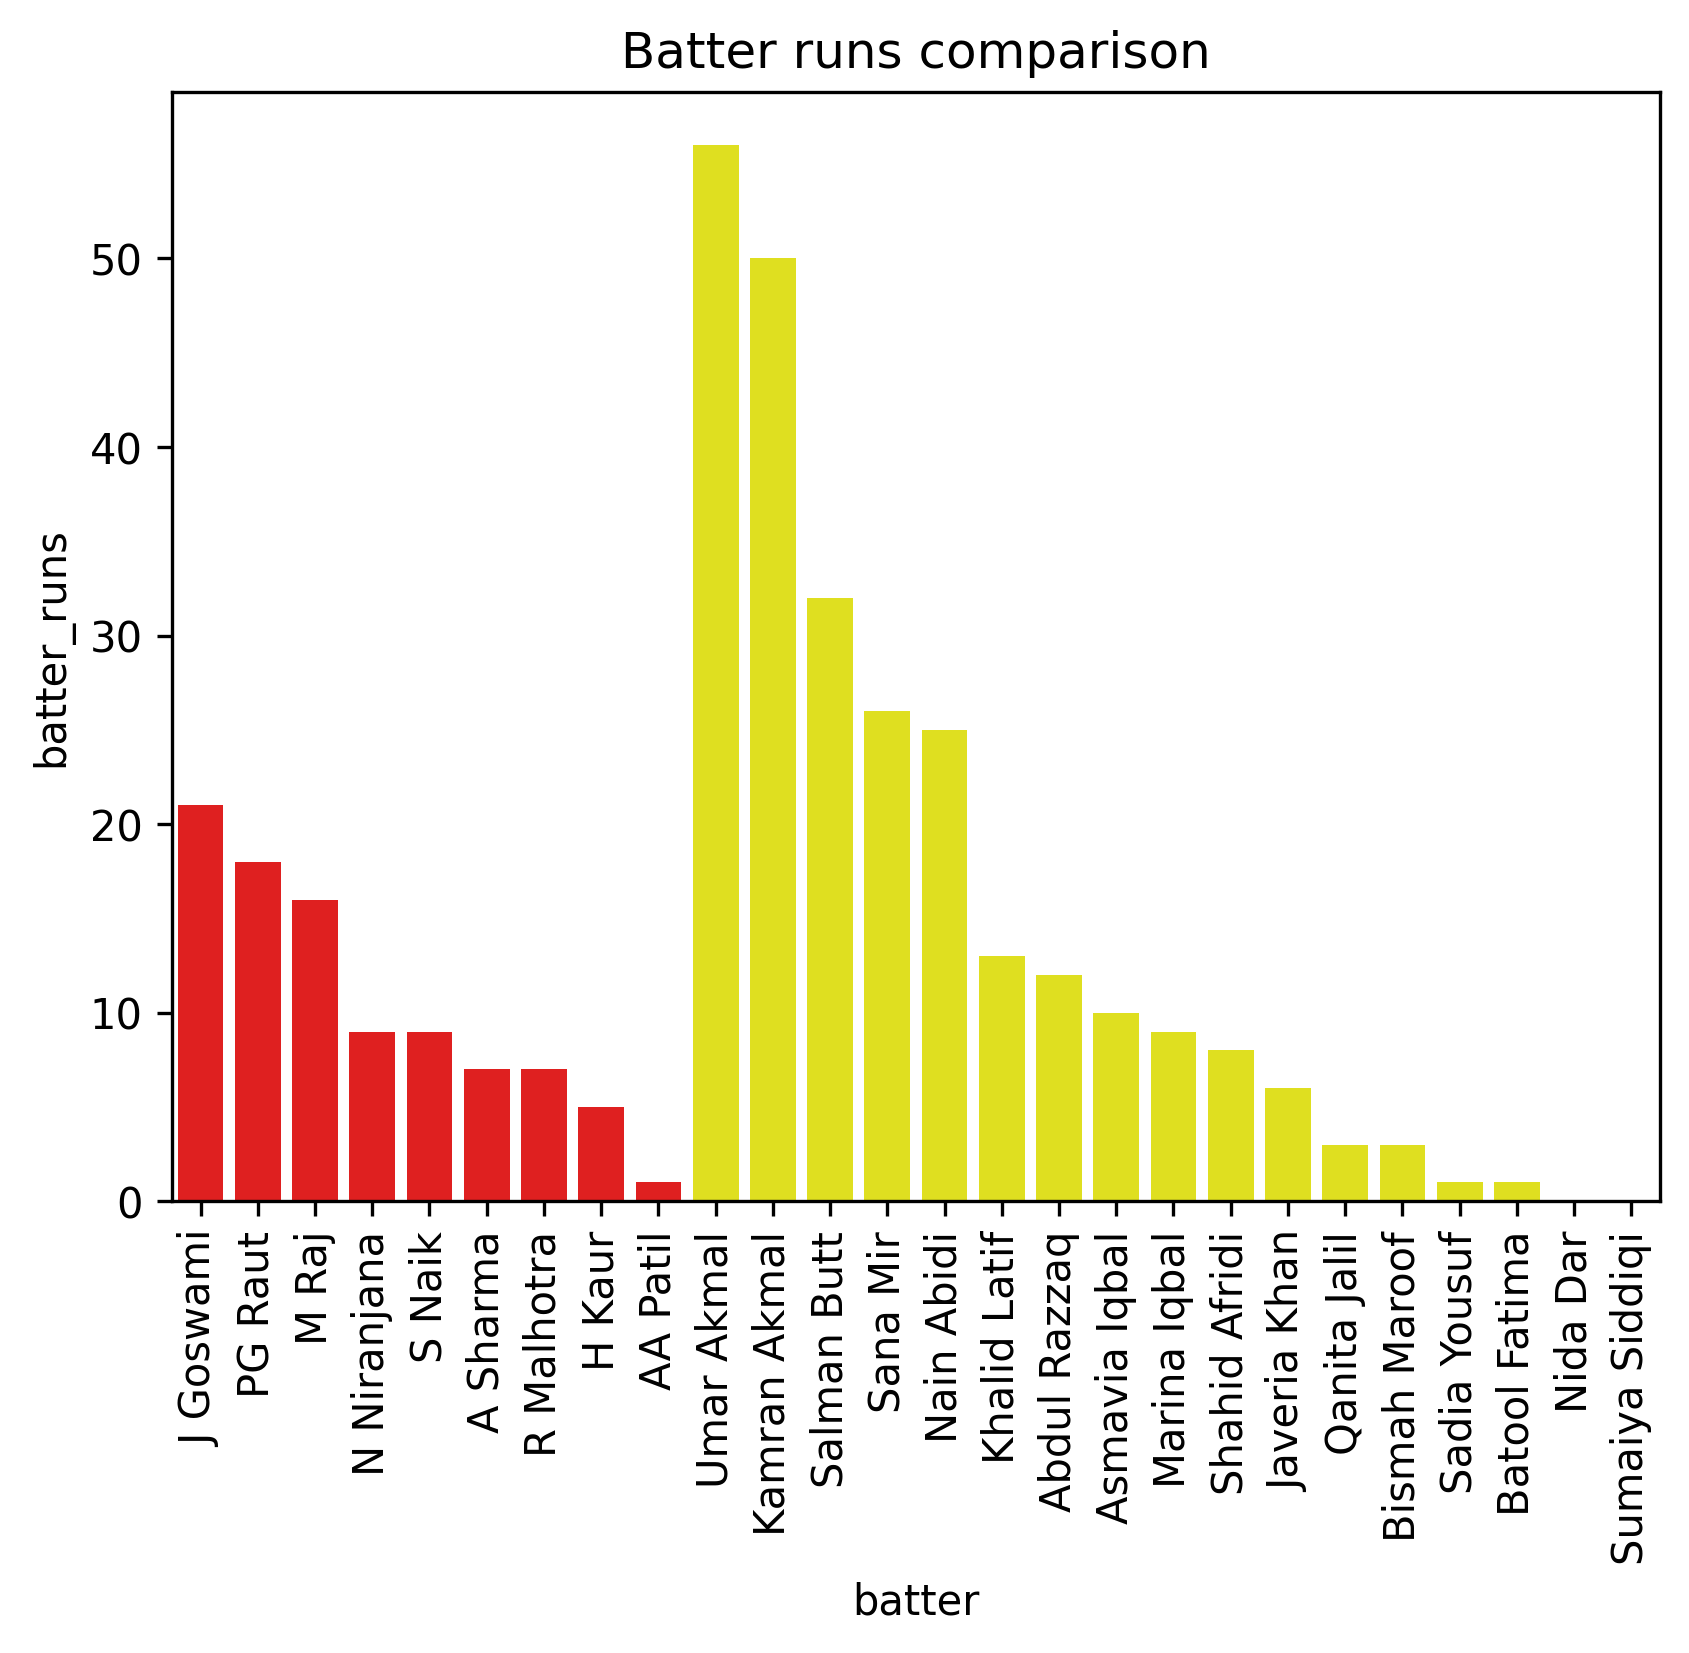 Batter runs comparison
batter_runs
50
40
30
20
10
0
J Goswami
PG Raut
M Raj
N Niranjana
S Naik
A Sharma
R Malhotra
H Kaur
AA Patil
Umar Akmal
Kamran Akmal
Salman Butt
Sana Mir
Nain Abidi
Khalid Latif
Abdul Razzaq
Asmavia Iqbal
Marina Iqbal
Shahid Afridi
Javeria Khan
Qanita Jalil
Bismah Maroof
Sadia Yousuf
Batool Fatima
Nida Dar
Sumaiya Siddiqi
batter